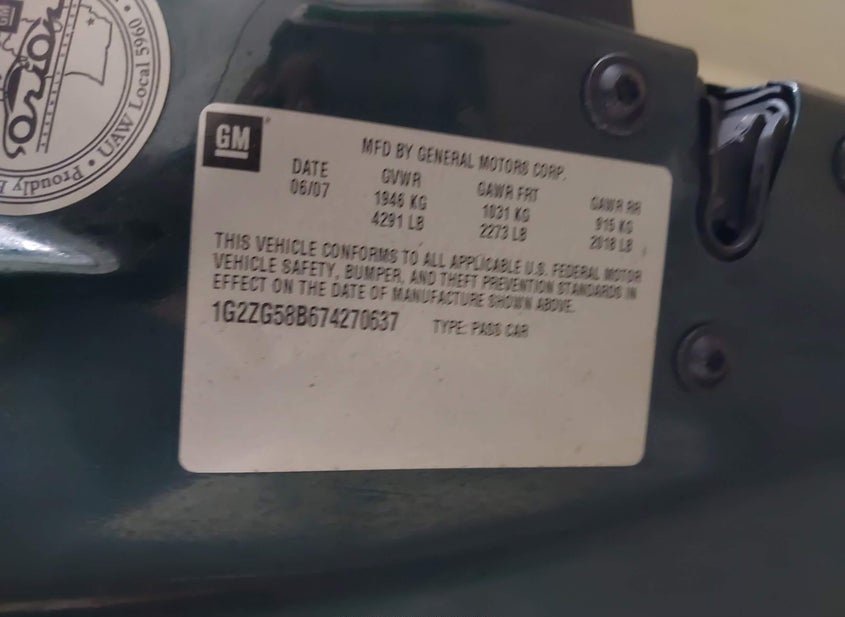 GM
orion
Proudly
UAW Local 5960
GM
MFD BY GENERAL MOTORS CORP.
DATE GVWR GAWR FRT GAWR RR
06/07 1946 KG 1031 KG 915 KG
4291 LB 2273 LB 2018 LB
THIS VEHICLE CONFORMS TO ALL APPLICABLE U.S. FEDERAL MOTOR
VEHICLE SAFETY, BUMPER, AND THEFT PREVENTION STANDARDS IN
EFFECT ON THE DATE OF MANUFACTURE SHOWN ABOVE.
1G2ZG58B674270637 TYPE: PASS CAR